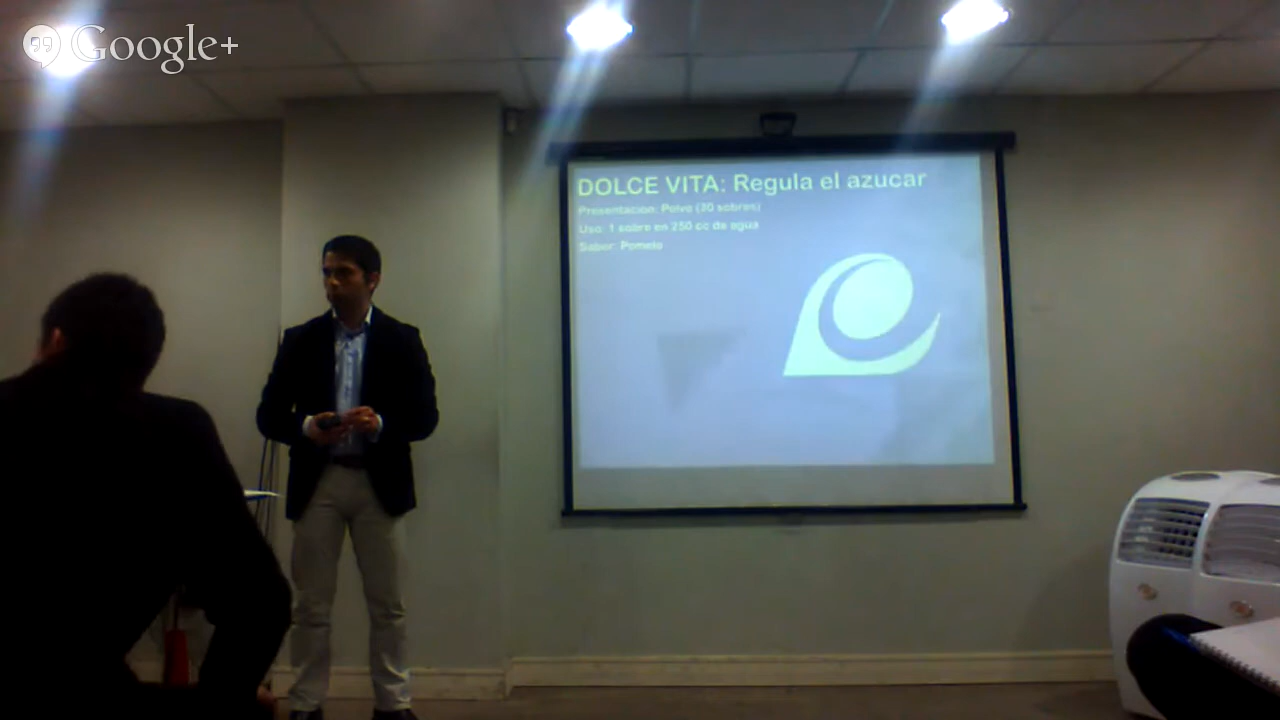 Google+
DOLCE VITA: Regula el azucar
Presentacion: Polvo (30 sobres)
Uso: 1 sobre en 250 cc de agua
Sabor: Pomelo